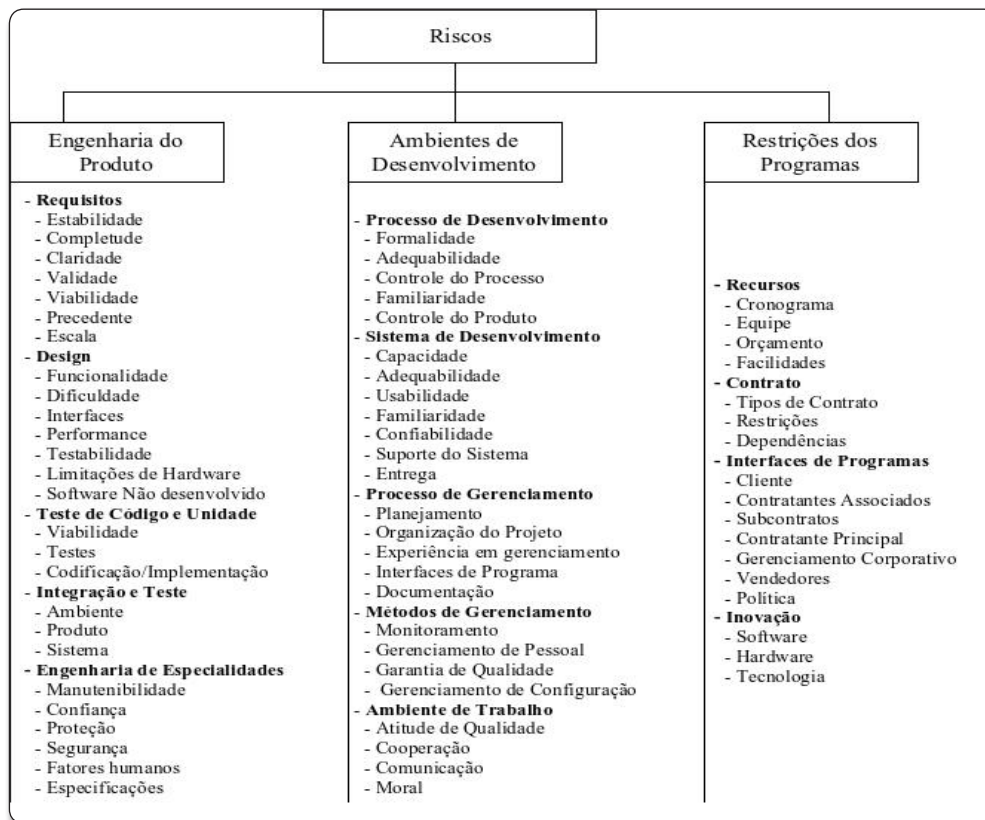 Riscos
Engenharia do
Produto
- Requisitos
- Estabilidade
- Completude
- Claridade
- Validade
- Viabilidade
- Precedente
- Escala
- Design
- Funcionalidade
- Dificuldade
- Interfaces
- Performance
- Testabilidade
- Limitações de Hardware
- Software Não desenvolvido
- Teste de Código e Unidade
- Viabilidade
- Testes
- Codificação/Implementação
- Integração e Teste
- Ambiente
- Produto
- Sistema
- Engenharia de Especialidades
- Manutenibilidade
- Confiança
- Proteção
- Segurança
- Fatores humanos
- Especificações
Ambientes de
Desenvolvimento
- Processo de Desenvolvimento
- Formalidade
- Adequabilidade
- Controle do Processo
- Familiaridade
- Controle do Produto
- Sistema de Desenvolvimento
- Capacidade
- Adequabilidade
- Usabilidade
- Familiaridade
- Confiabilidade
- Suporte do Sistema
- Entrega
- Processo de Gerenciamento
- Planejamento
- Organização do Projeto
- Experiência em gerenciamento
- Interfaces de Programa
- Documentação
- Métodos de Gerenciamento
- Monitoramento
- Gerenciamento de Pessoal
- Garantia de Qualidade
- Gerenciamento de Configuração
- Ambiente de Trabalho
- Atitude de Qualidade
- Cooperação
- Comunicação
- Moral
Restrições dos
Programas
- Recursos
- Cronograma
- Equipe
- Orçamento
- Facilidades
- Contrato
- Tipos de Contrato
- Restrições
- Dependências
- Interfaces de Programas
- Cliente
- Contratantes Associados
- Subcontratos
- Contratante Principal
- Gerenciamento Corporativo
- Vendedores
- Política
- Inovação
- Software
- Hardware
- Tecnologia